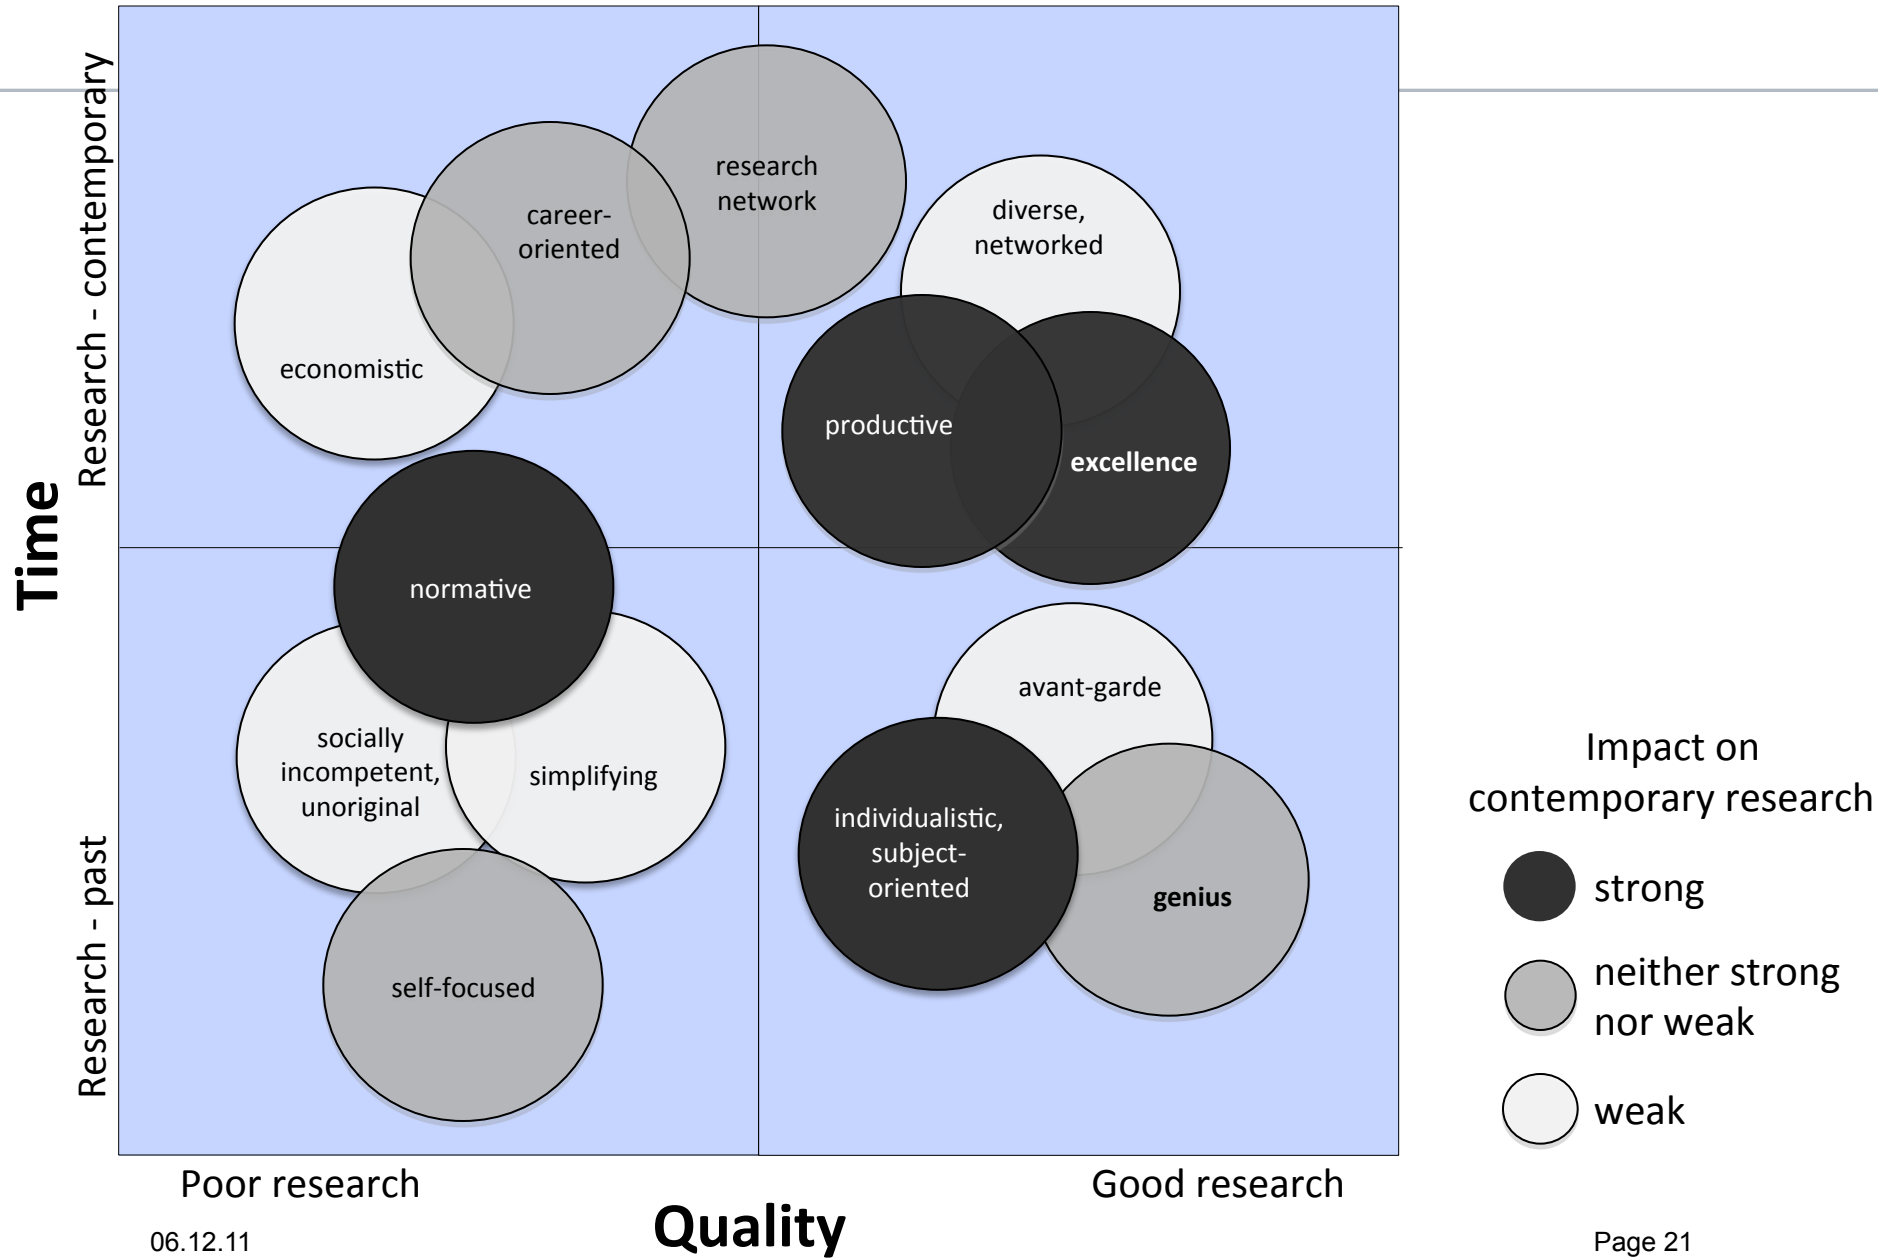 Time
Research - contemporary
Research - past
research
network
career-
oriented
diverse,
networked
economistic
productive
excellence
normative
avant-garde
socially
incompetent,
unoriginal
simplifying
individualistic,
subject-
oriented
genius
self-focused
Impact on
contemporary research
strong
neither strong
nor weak
weak
Poor research
Good research
Quality
06.12.11
Page 21